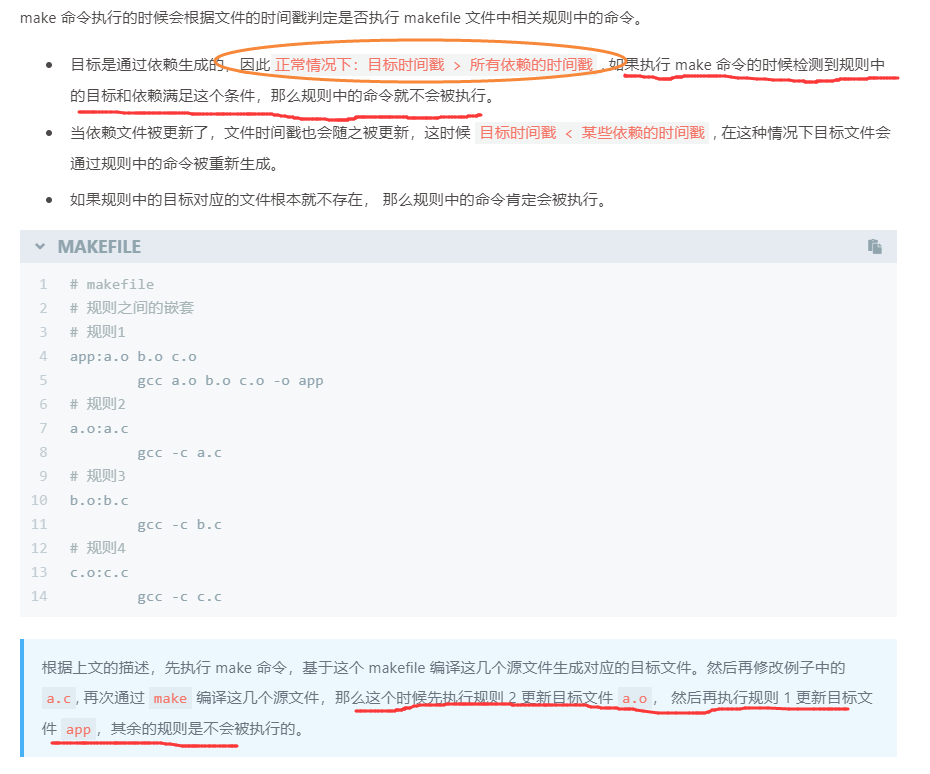 make 命令执行的时候会根据文件的时间戳判定是否执行 makefile 文件中相关规则中的命令。
目标是通过依赖生成的，因此 正常情况下：目标时间戳 > 所有依赖的时间戳 , 如果执行 make 命令的时候检测到规则中
的目标和依赖满足这个条件，那么规则中的命令就不会被执行。
当依赖文件被更新了，文件时间戳也会随之被更新，这时候 目标时间戳 < 某些依赖的时间戳 , 在这种情况下目标文件会
通过规则中的命令被重新生成。
如果规则中的目标对应的文件根本就不存在， 那么规则中的命令肯定会被执行。
MAKEFILE
1 # makefile
2 # 规则之间的嵌套
3 # 规则1
4 app:a.o b.o c.o
5 gcc a.o b.o c.o -o app
6 # 规则2
7 a.o:a.c
8 gcc -c a.c
9 # 规则3
10 b.o:b.c
11 gcc -c b.c
12 # 规则4
13 c.o:c.c
14 gcc -c c.c
根据上文的描述，先执行 make 命令，基于这个 makefile 编译这几个源文件生成对应的目标文件。然后再修改例子中的
a.c , 再次通过 make 编译这几个源文件，那么这个时候先执行规则 2 更新目标文件 a.o ， 然后再执行规则 1 更新目标文
件 app ，其余的规则是不会被执行的。